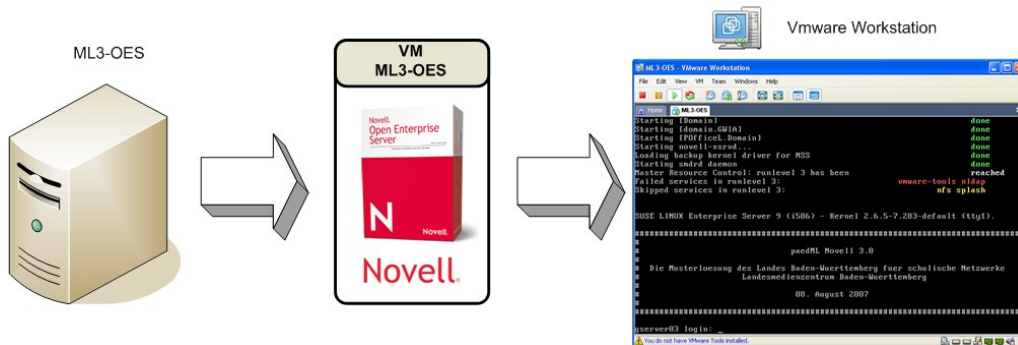 ML3-OES
VM
ML3-OES
Novell.
Open Enterprise
Server
N
Novell.
Novell.
Vmware Workstation
ML3-OES - VMware Workstation
File Edit View VM Team Windows Help
Home ML3-OES
Starting [Domain] done
Starting [domain.GWIA] done
Starting [POfficeL.Domain] done
Starting novell-xsrvd... done
Loading backup kernel driver for NSS done
Starting smdrd daemon done
Master Resource Control: runlevel 3 has been reached
Failed services in runlevel 3: vmware-tools nldap
Skipped services in runlevel 3: nfs splash
SUSE LINUX Enterprise Server 9 (i586) - Kernel 2.6.5-7.283-default (tty1).
paedML Novell 3.0
Die Musterloesung des Landes Baden-Wuerttemberg fuer schulische Netzwerke
Landesmedienzentrum Baden-Wuerttemberg
08. August 2007
gserver03 login: _
You do not have VMware Tools installed.